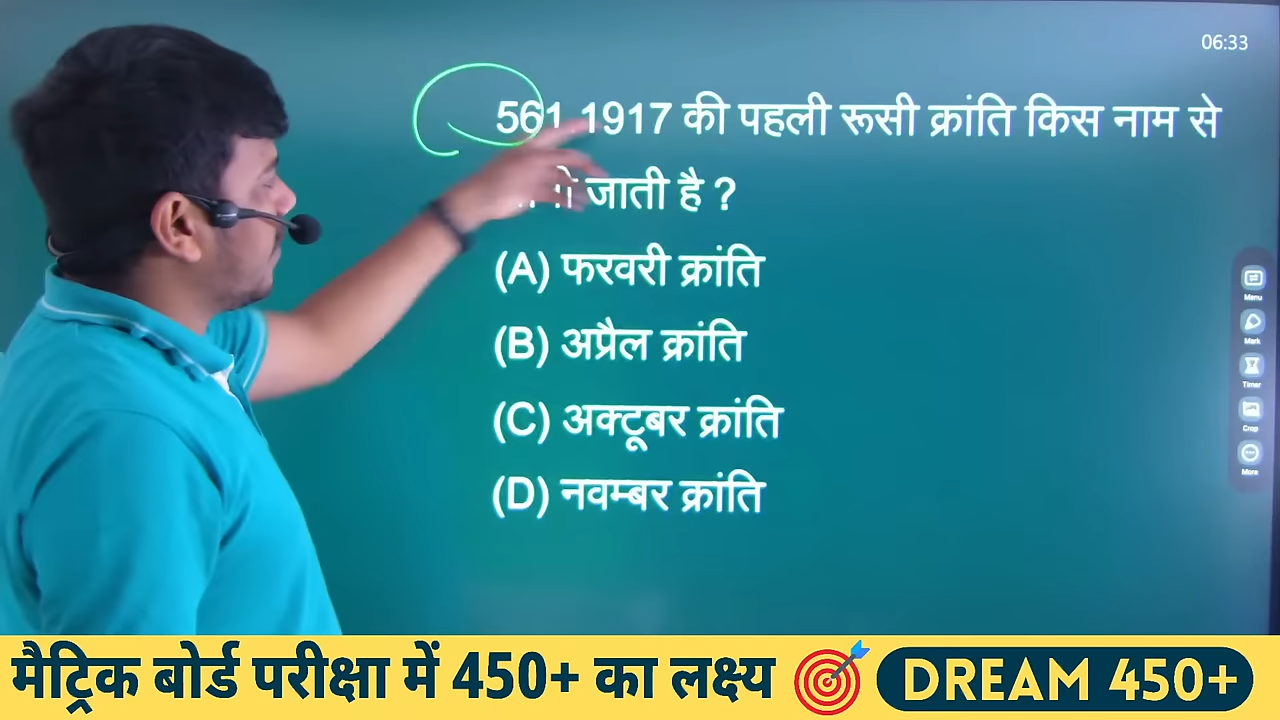 06:33
561 1917 की पहली रूसी क्रांति किस नाम से
जाती है ?
(A) फरवरी क्रांति
(B) अप्रैल क्रांति
(C) अक्टूबर क्रांति
(D) नवम्बर क्रांति
Menu
Mark
Timer
Crop
More
मैट्रिक बोर्ड परीक्षा में 450+ का लक्ष्य DREAM 450+